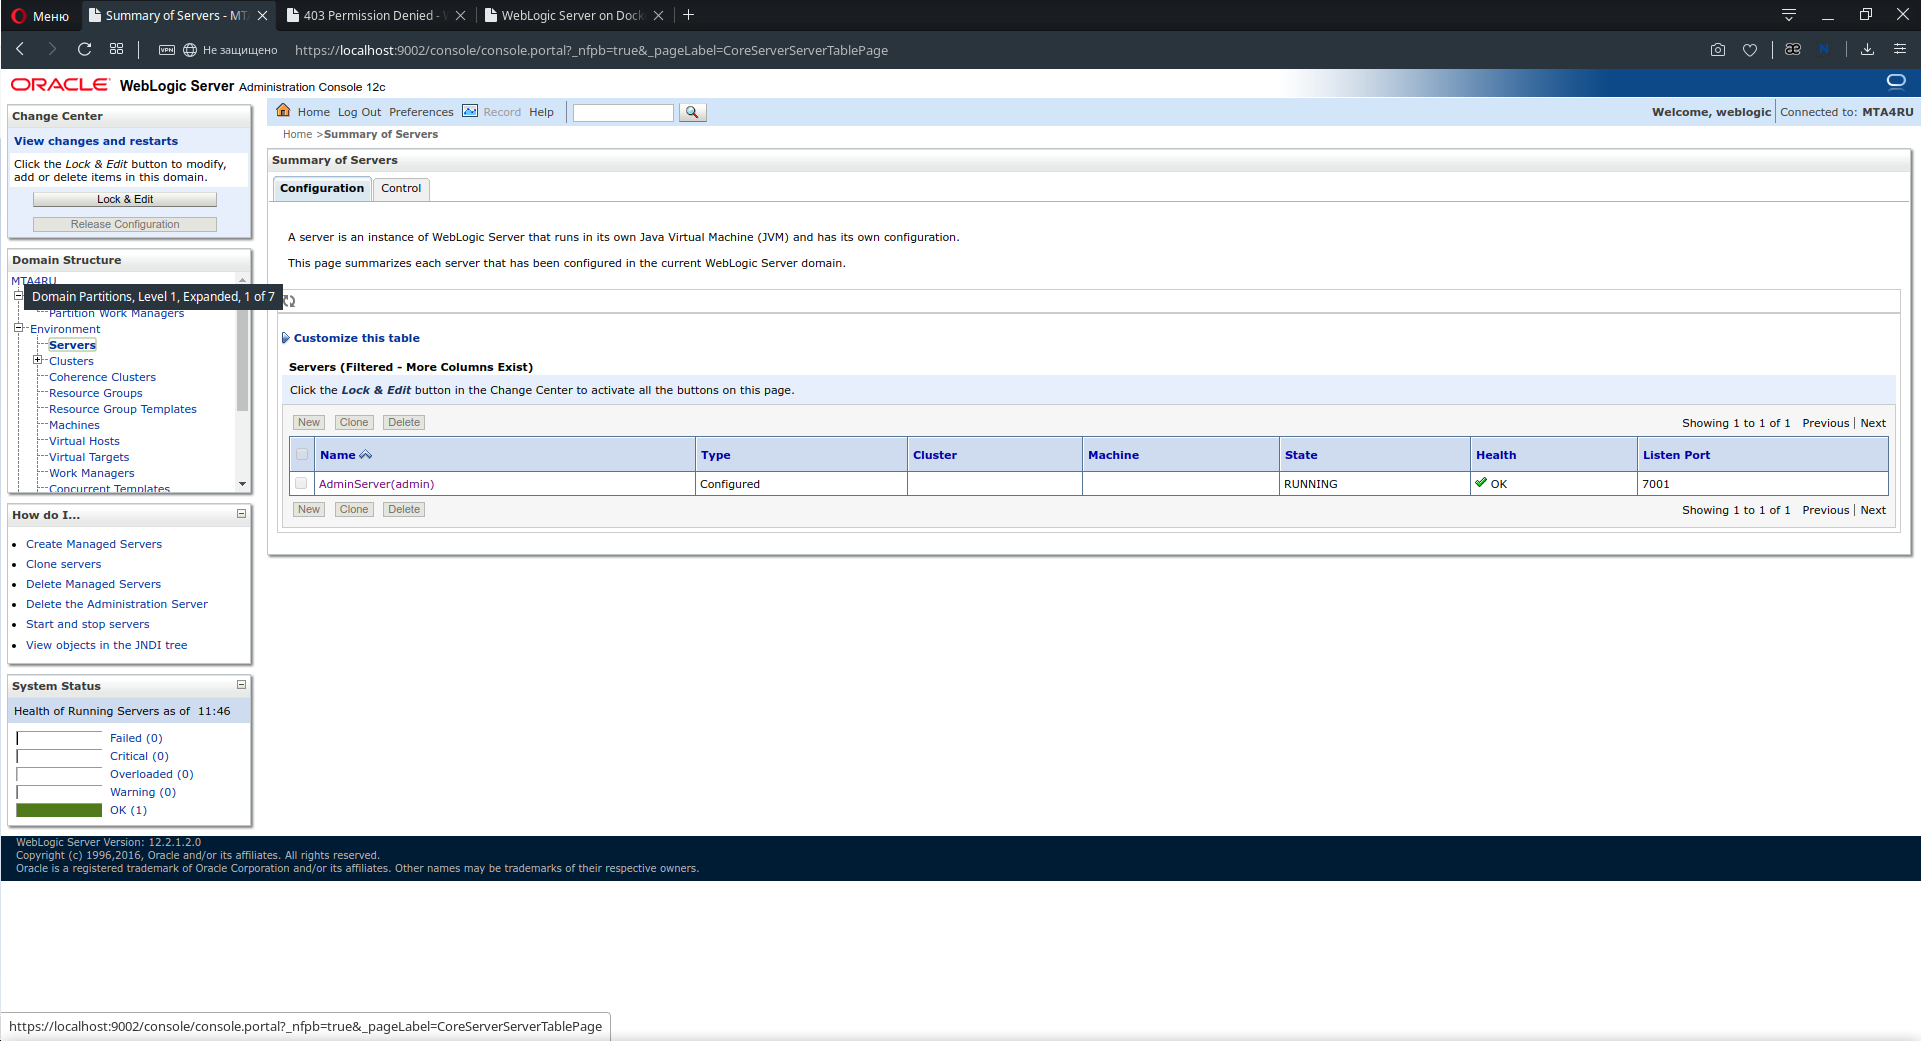 Меню
Summary of Servers - MTA
403 Permission Denied -
WebLogic Server on Dock
VPN
Не защищено
https://localhost:9002/console/console.portal?_nfpb=true&_pageLabel=CoreServerServerTablePage
ORACLE WebLogic Server Administration Console 12c
Change Center
View changes and restarts
Click the Lock & Edit button to modify,
add or delete items in this domain.
Lock & Edit
Release Configuration
Domain Structure
MTA4RU
Domain Partitions, Level 1, Expanded, 1 of 7
Partition Work Managers
Environment
Servers
Clusters
Coherence Clusters
Resource Groups
Resource Group Templates
Machines
Virtual Hosts
Virtual Targets
Work Managers
Concurrent Templates
How do I...
Create Managed Servers
Clone servers
Delete Managed Servers
Delete the Administration Server
Start and stop servers
View objects in the JNDI tree
System Status
Health of Running Servers as of 11:46
Failed (0)
Critical (0)
Overloaded (0)
Warning (0)
OK (1)
Home Log Out Preferences Record Help
Welcome, weblogic Connected to: MTA4RU
Home >Summary of Servers
Summary of Servers
Configuration Control
A server is an instance of WebLogic Server that runs in its own Java Virtual Machine (JVM) and has its own configuration.
This page summarizes each server that has been configured in the current WebLogic Server domain.
Customize this table
Servers (Filtered - More Columns Exist)
Click the Lock & Edit button in the Change Center to activate all the buttons on this page.
New Clone Delete Showing 1 to 1 of 1 Previous | Next
Name Type Cluster Machine State Health Listen Port
AdminServer(admin) Configured RUNNING OK 7001
New Clone Delete Showing 1 to 1 of 1 Previous | Next
WebLogic Server Version: 12.2.1.2.0
Copyright (c) 1996,2016, Oracle and/or its affiliates. All rights reserved.
Oracle is a registered trademark of Oracle Corporation and/or its affiliates. Other names may be trademarks of their respective owners.
https://localhost:9002/console/console.portal?_nfpb=true&_pageLabel=CoreServerServerTablePage